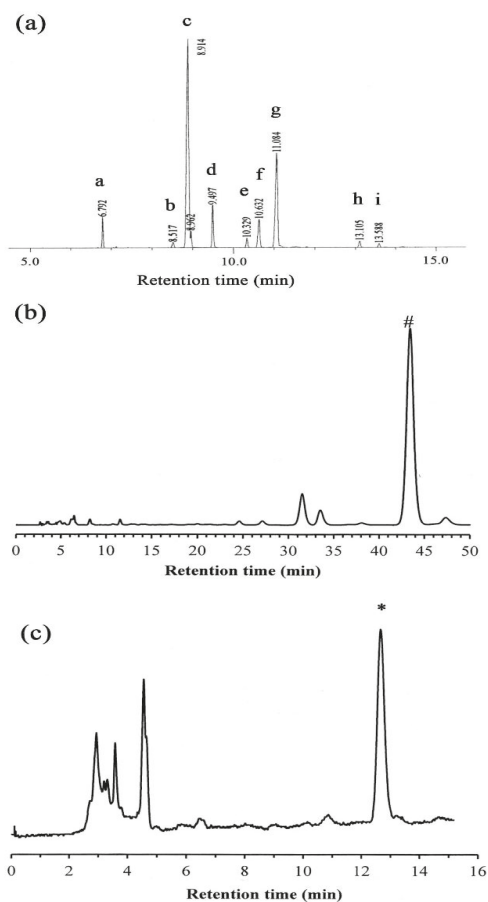 (a)
c
8.914
g
11.084
a
6.792
b
8.517
8.962
d
9.497
e
10.329
f
10.632
h
13.105
i
13.588
5.0 10.0 15.0
Retention time (min)
(b)
#
0 5 10 15 20 25 30 35 40 45 50
Retention time (min)
(c)
*
0 2 4 6 8 10 12 14 16
Retention time (min)